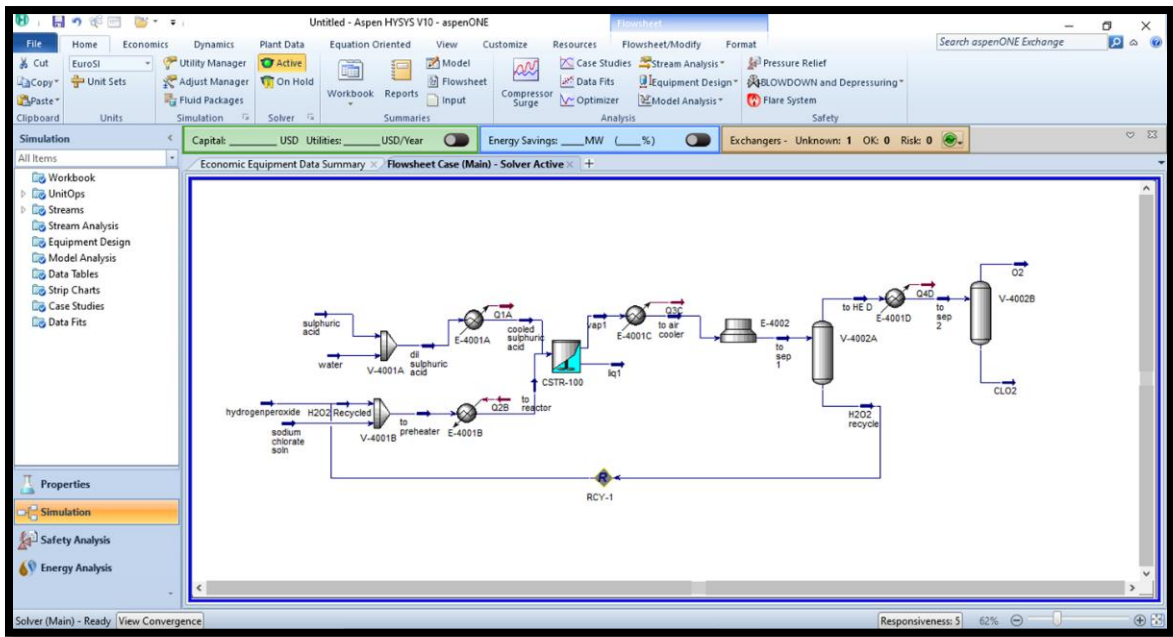 Untitled - Aspen HYSYS V10 - aspenONE
Flowsheet
File Home Economics Dynamics Plant Data Equation Oriented View Customize Resources Flowsheet/Modify Format
Search aspenONE Exchange
Cut
Copy
Paste
Clipboard
EuroSI
Unit Sets
Units
Utility Manager
Adjust Manager
Fluid Packages
Simulation
Active
On Hold
Solver
Workbook
Reports
Model
Flowsheet
Input
Summaries
Compressor Surge
Case Studies
Data Fits
Optimizer
Stream Analysis
Equipment Design
Model Analysis
Analysis
Pressure Relief
BLOWDOWN and Depressuring
Flare System
Safety
Simulation
All Items
Workbook
UnitOps
Streams
Stream Analysis
Equipment Design
Model Analysis
Data Tables
Strip Charts
Case Studies
Data Fits
Properties
Simulation
Safety Analysis
Energy Analysis
Capital: ________ USD Utilities: ______USD/Year
Energy Savings: ____MW (____%)
Exchangers - Unknown: 1 OK: 0 Risk: 0
Economic Equipment Data Summary
Flowsheet Case (Main) - Solver Active
sulphuric
acid
water
V-4001A
dil
sulphuric
acid
E-4001A
Q1A
cooled
sulphuric
acid
hydrogenperoxide
H2O2 Recycled
sodium
chlorate
soln
V-4001B
to
preheater
E-4001B
Q2B
to
reactor
CSTR-100
vap1
liq1
E-4001C
Q3C
to air
cooler
E-4002
to
sep
1
V-4002A
H2O2
recycle
to HE D
E-4001D
Q4D
to
sep
2
V-4002B
O2
CLO2
R
RCY-1
Solver (Main) - Ready
View Convergence
Responsiveness: 5
62%